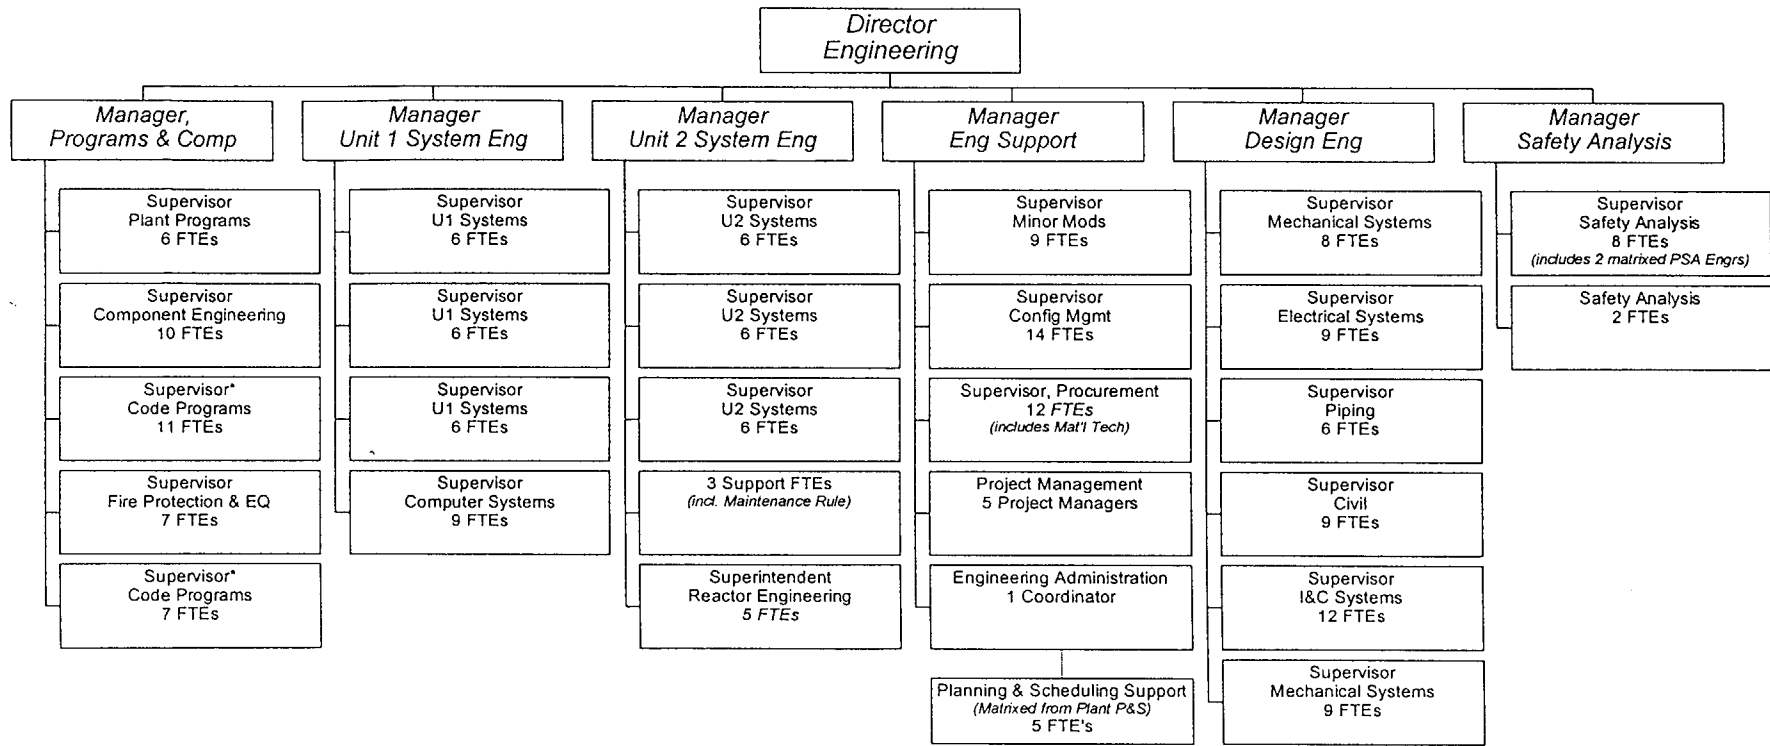 Director
Engineering
Manager,
Programs & Comp
Manager
Unit 1 System Eng
Manager
Unit 2 System Eng
Manager
Eng Support
Manager
Design Eng
Manager
Safety Analysis
Supervisor
Plant Programs
6 FTEs
Supervisor
Component Engineering
10 FTEs
Supervisor*
Code Programs
11 FTEs
Supervisor
Fire Protection & EQ
7 FTEs
Supervisor*
Code Programs
7 FTEs
Supervisor
U1 Systems
6 FTEs
Supervisor
U1 Systems
6 FTEs
Supervisor
U1 Systems
6 FTEs
Supervisor
Computer Systems
9 FTEs
Supervisor
U2 Systems
6 FTEs
Supervisor
U2 Systems
6 FTEs
Supervisor
U2 Systems
6 FTEs
3 Support FTEs
(incl. Maintenance Rule)
Superintendent
Reactor Engineering
5 FTEs
Supervisor
Minor Mods
9 FTEs
Supervisor
Config Mgmt
14 FTEs
Supervisor, Procurement
12 FTEs
(includes Mat'l Tech)
Project Management
5 Project Managers
Engineering Administration
1 Coordinator
Planning & Scheduling Support
(Matrixed from Plant P&S)
5 FTE's
Supervisor
Mechanical Systems
8 FTEs
Supervisor
Electrical Systems
9 FTEs
Supervisor
Piping
6 FTEs
Supervisor
Civil
9 FTEs
Supervisor
I&C Systems
12 FTEs
Supervisor
Mechanical Systems
9 FTEs
Supervisor
Safety Analysis
8 FTEs
(includes 2 matrixed PSA Engrs)
Safety Analysis
2 FTEs